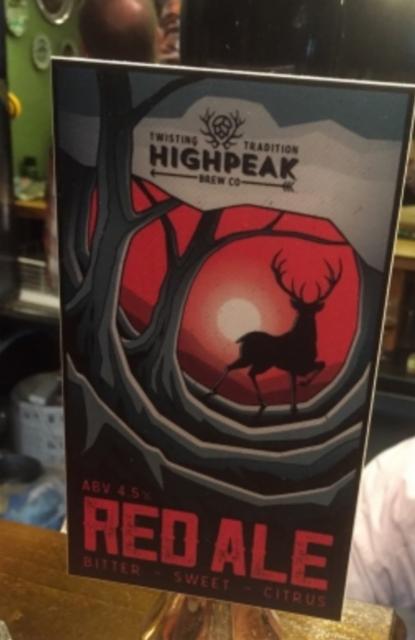 TWISTING TRADITION
HIGHPEAK
BREW CO
ABV 4.5%
RED ALE
BITTER - SWEET - CITRUS